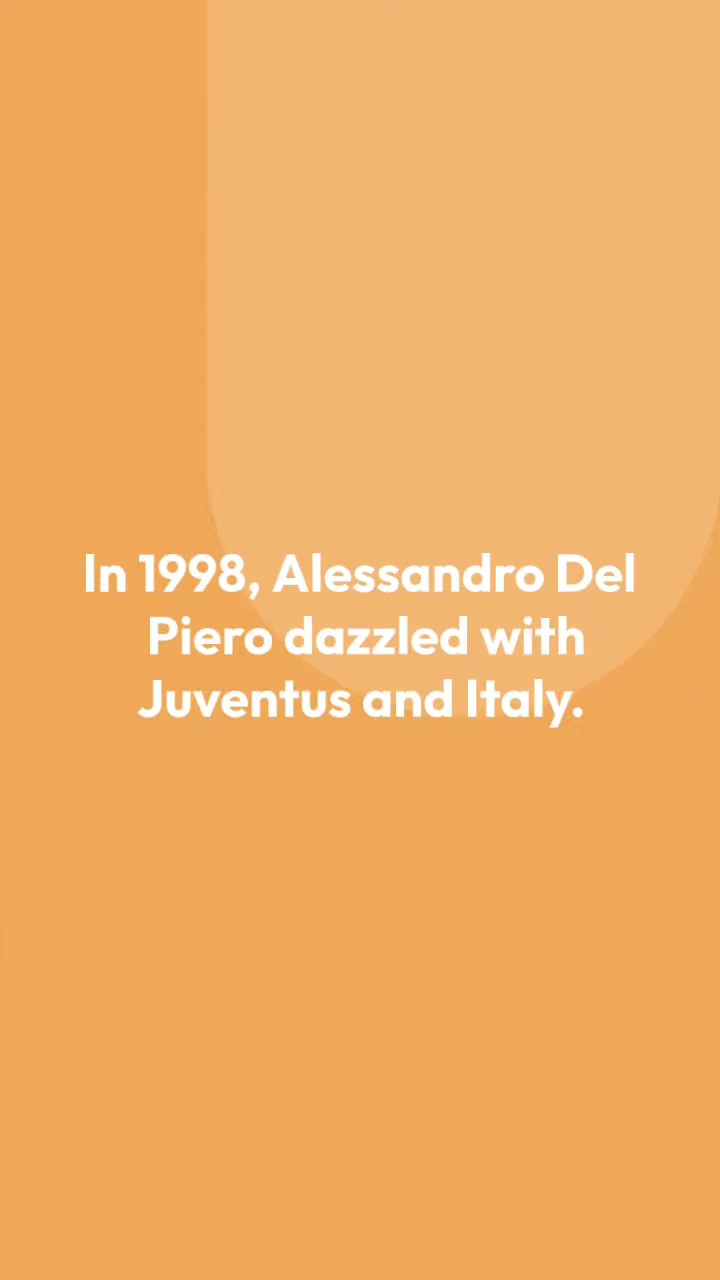 In 1998, Alessandro Del
Piero dazzled with
Juventus and Italy.